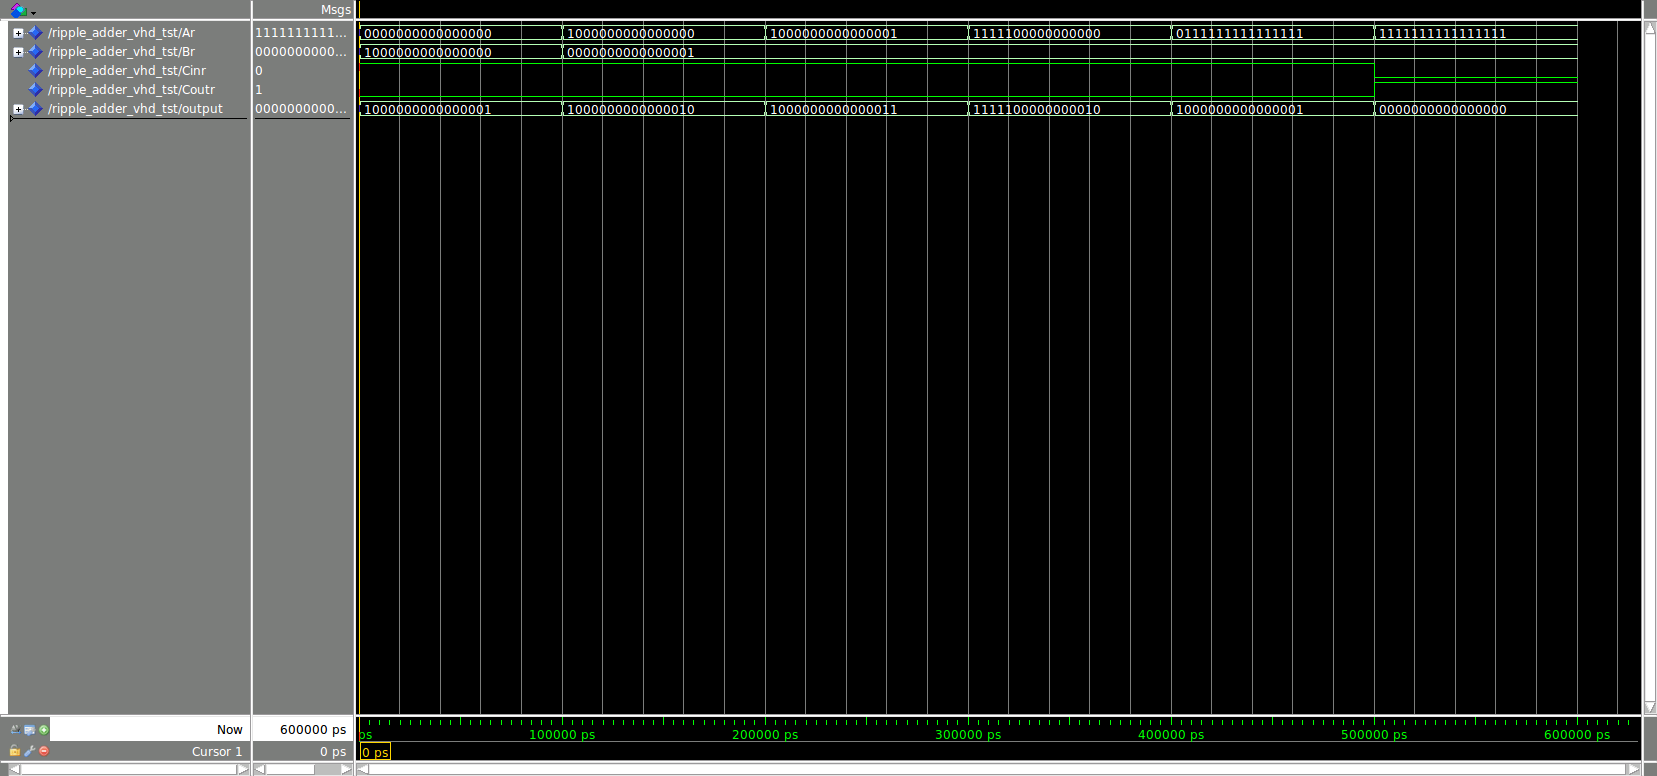 Msgs
/ripple_adder_vhd_tst/Ar 1111111111... 0000000000000000 1000000000000000 1000000000000001 1111100000000000 0111111111111111 1111111111111111
/ripple_adder_vhd_tst/Br 0000000000... 1000000000000000 0000000000000001
/ripple_adder_vhd_tst/Cinr 0
/ripple_adder_vhd_tst/Coutr 1
/ripple_adder_vhd_tst/output 0000000000... 1000000000000001 1000000000000010 1000000000000011 1111100000000010 1000000000000001 0000000000000000
Now 600000 ps ps 100000 ps 200000 ps 300000 ps 400000 ps 500000 ps 600000 ps
Cursor 1 0 ps 0 ps